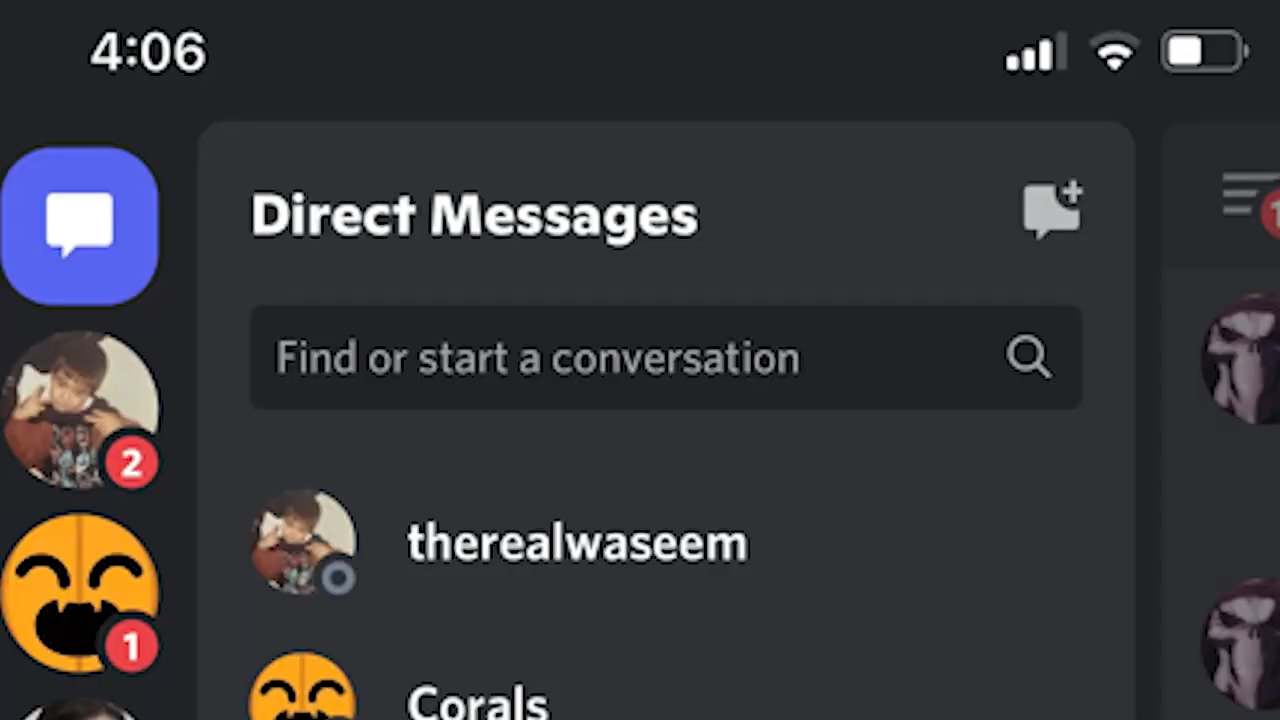 4:06
Direct Messages
Find or start a conversation
2
therealwaseem
1
Corals